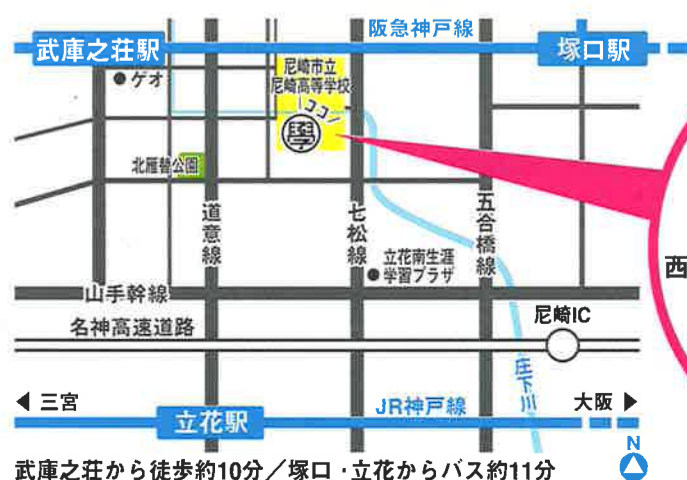 阪急神戸線
武庫之荘駅
塚口駅
ゲオ
尼崎市立
尼崎高等学校
ココ
學
北雁替公園
道意線
七松線
五合橋線
西
立花南生涯
学習プラザ
山手幹線
尼崎IC
名神高速道路
庄下川
三宮
JR神戸線
大阪
立花駅
N
武庫之荘から徒歩約10分／塚口・立花からバス約11分